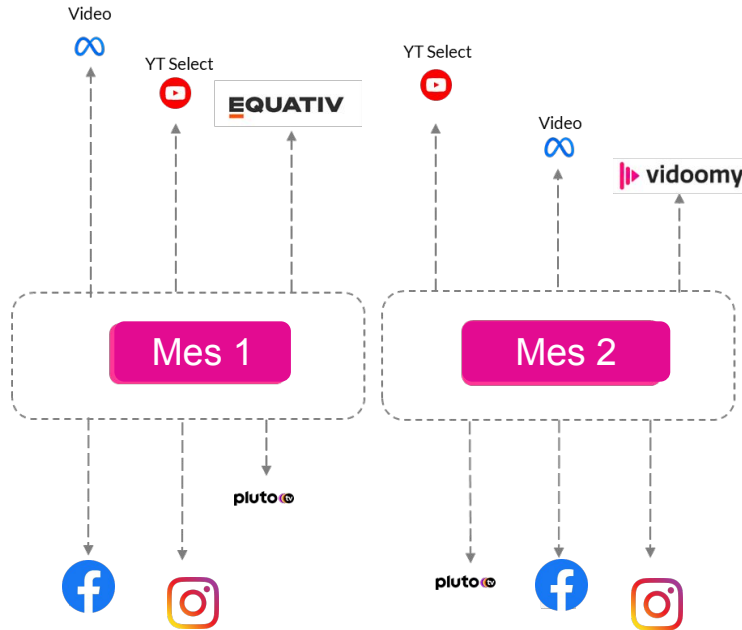 Video
YT Select
EQUATIV
YT Select
Video
vidoomy
Mes 1
Mes 2
pluto tv
pluto tv